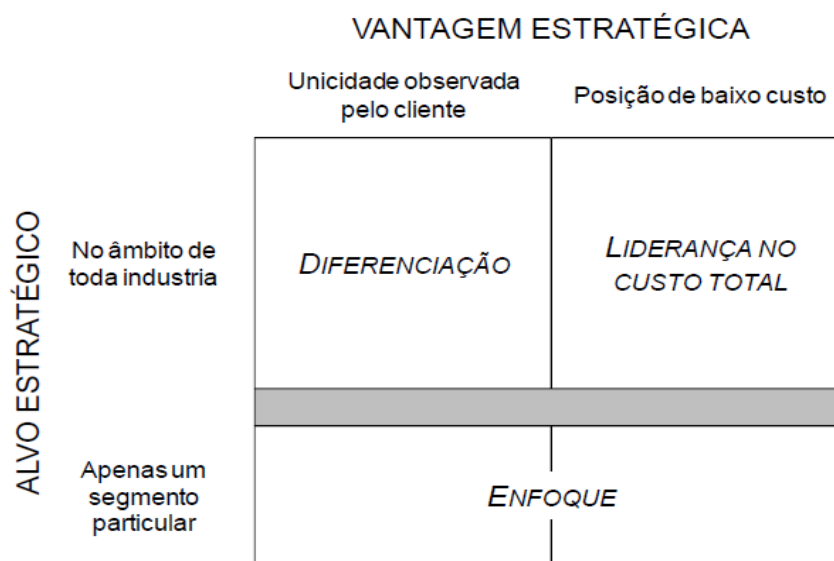 VANTAGEM ESTRATÉGICA
Unicidade observada
pelo cliente
Posição de baixo custo
ALVO ESTRATÉGICO
No âmbito de
toda industria
DIFERENCIAÇÃO
LIDERANÇA NO
CUSTO TOTAL
Apenas um
segmento
particular
ENFOQUE